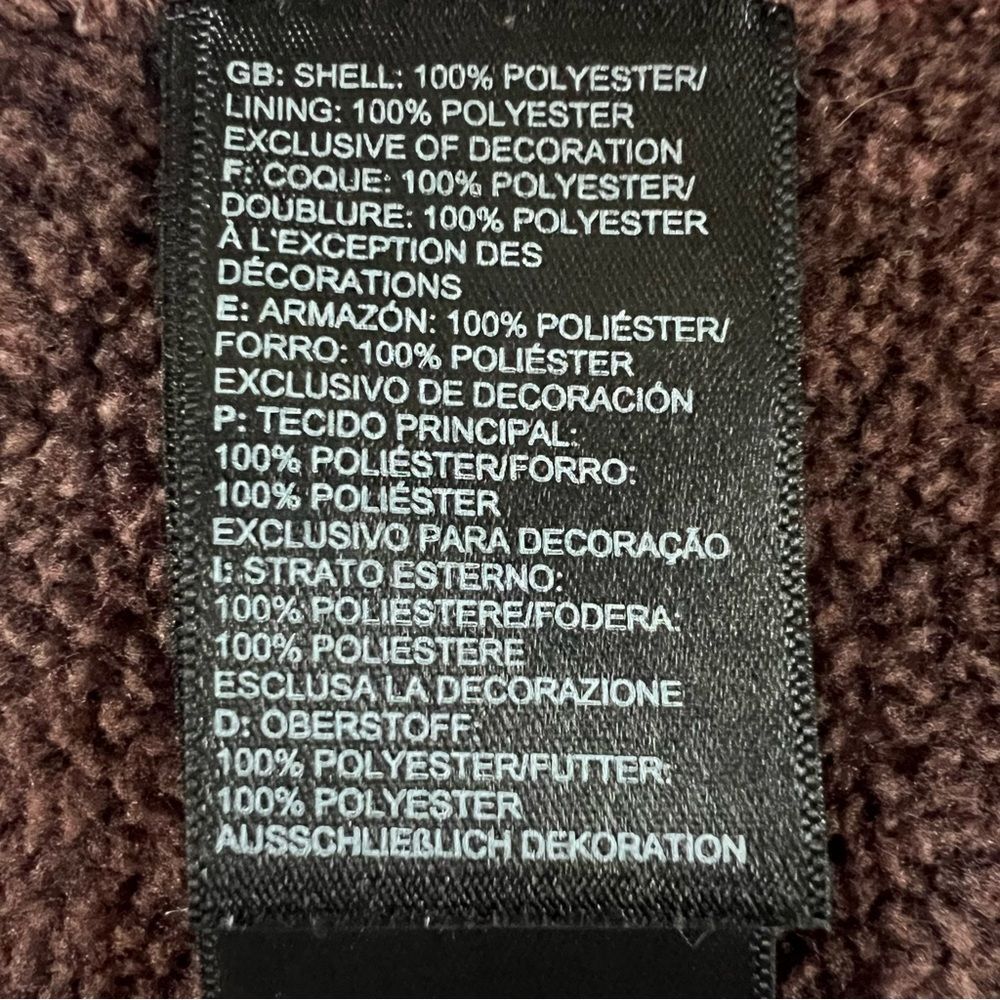 GB: SHELL: 100% POLYESTER/
LINING: 100% POLYESTER
EXCLUSIVE OF DECORATION
F: COQUE: 100% POLYESTER/
DOUBLURE: 100% POLYESTER
À L'EXCEPTION DES
DÉCORATIONS
E: ARMAZÓN: 100% POLIÉSTER/
FORRO: 100% POLIÉSTER
EXCLUSIVO DE DECORACIÓN
P: TECIDO PRINCIPAL:
100% POLIÉSTER/FORRO:
100% POLIÉSTER
EXCLUSIVO PARA DECORAÇÃO
I: STRATO ESTERNO:
100% POLIESTERE/FODERA:
100% POLIESTERE
ESCLUSA LA DECORAZIONE
D: OBERSTOFF:
100% POLYESTER/FUTTER:
100% POLYESTER
AUSSCHLIEßLICH DEKORATION